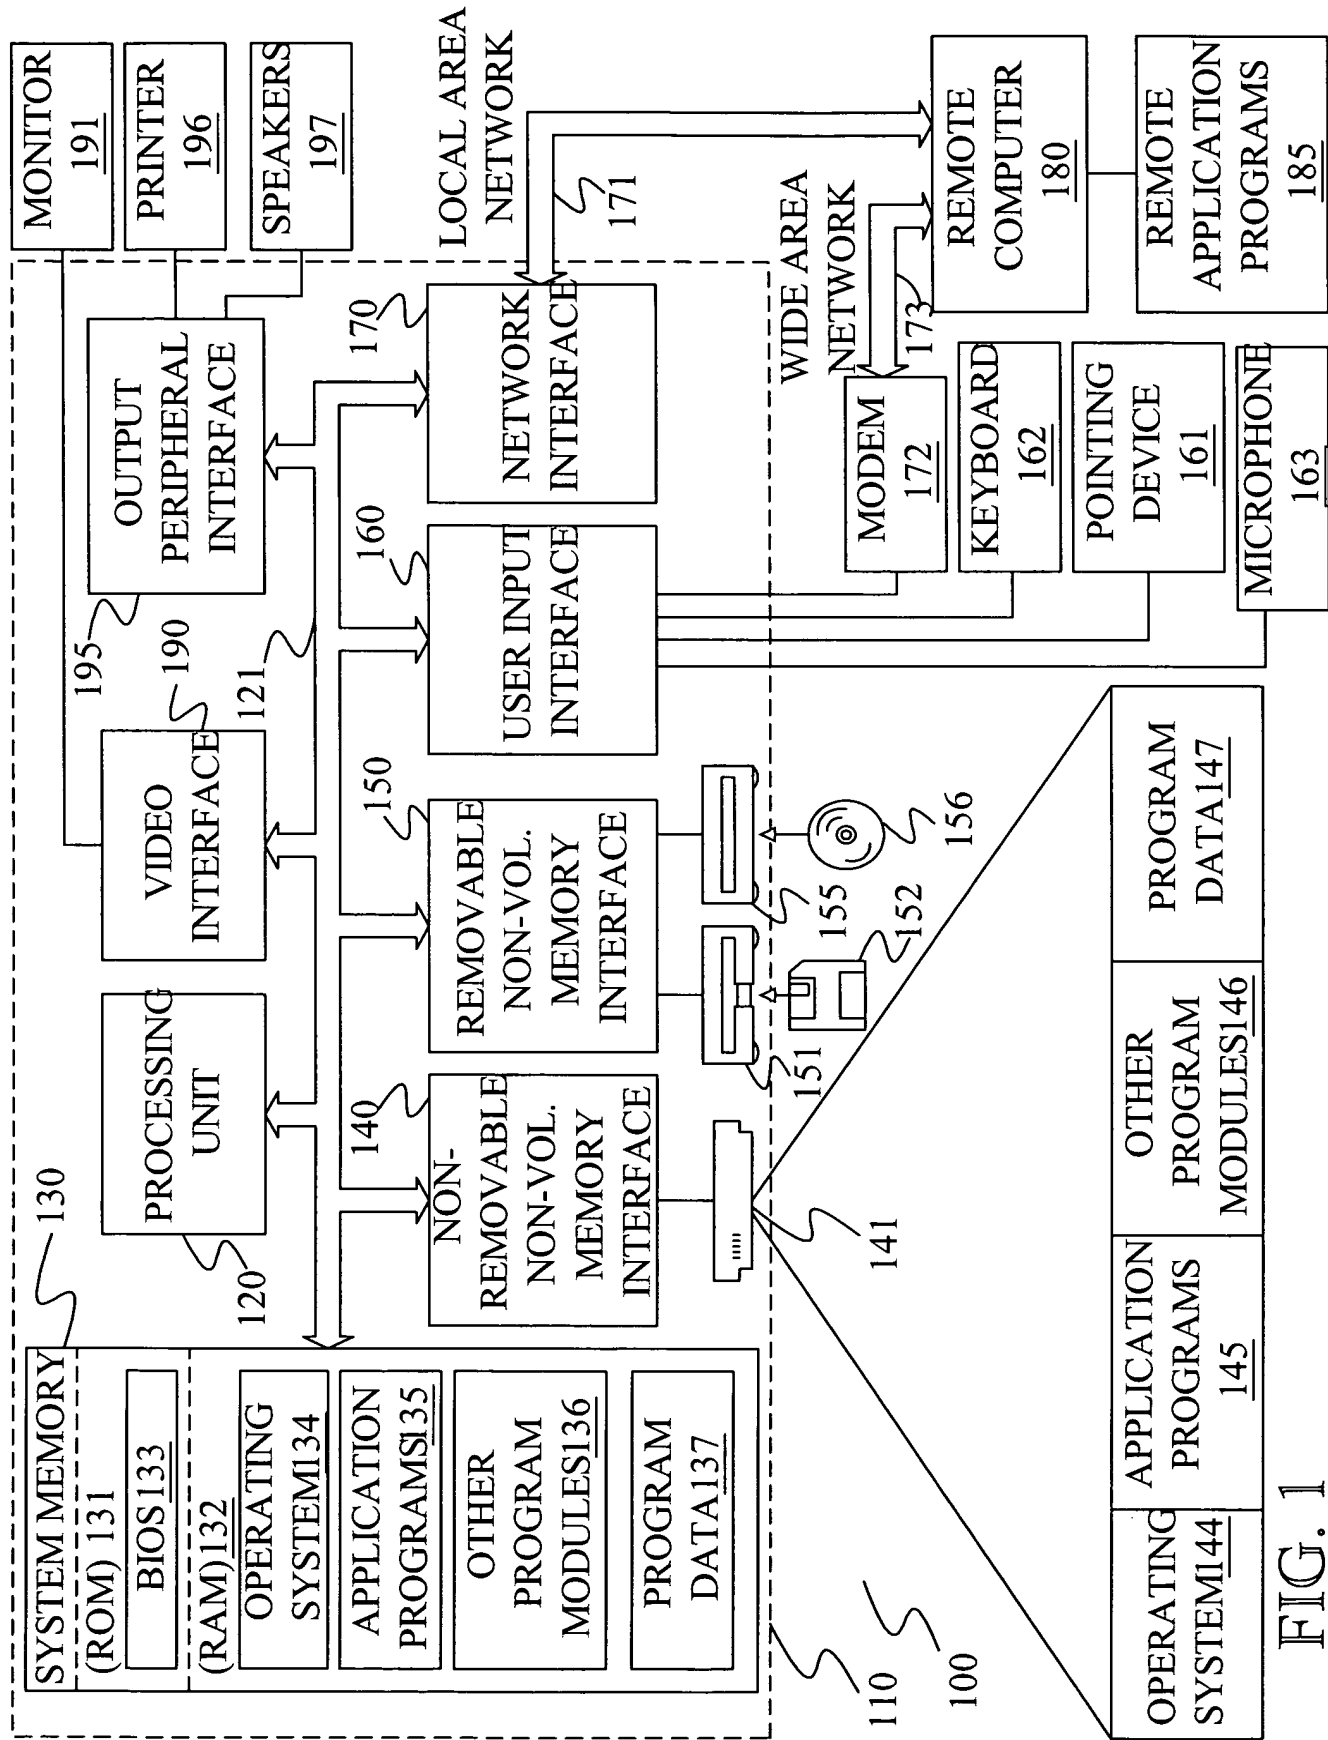 SYSTEM MEMORY
(ROM) 131
BIOS133
(RAM)132
OPERATING
SYSTEM134
APPLICATION
PROGRAMS135
OTHER
PROGRAM
MODULES136
PROGRAM
DATA137
130
PROCESSING
UNIT
120
VIDEO
INTERFACE
190
121
OUTPUT
PERIPHERAL
INTERFACE
195
MONITOR
191
PRINTER
196
SPEAKERS
197
140
NON-
REMOVABLE
NON-VOL.
MEMORY
INTERFACE
150
REMOVABLE
NON-VOL.
MEMORY
INTERFACE
160
USER INPUT
INTERFACE
170
NETWORK
INTERFACE
LOCAL AREA
NETWORK
171
141
151
152
155
156
WIDE AREA
NETWORK
173
MODEM
172
KEYBOARD
162
POINTING
DEVICE
161
MICROPHONE
163
REMOTE
COMPUTER
180
REMOTE
APPLICATION
PROGRAMS
185
110
100
OPERATING
SYSTEM144
APPLICATION
PROGRAMS
145
OTHER
PROGRAM
MODULES146
PROGRAM
DATA147
FIG. 1